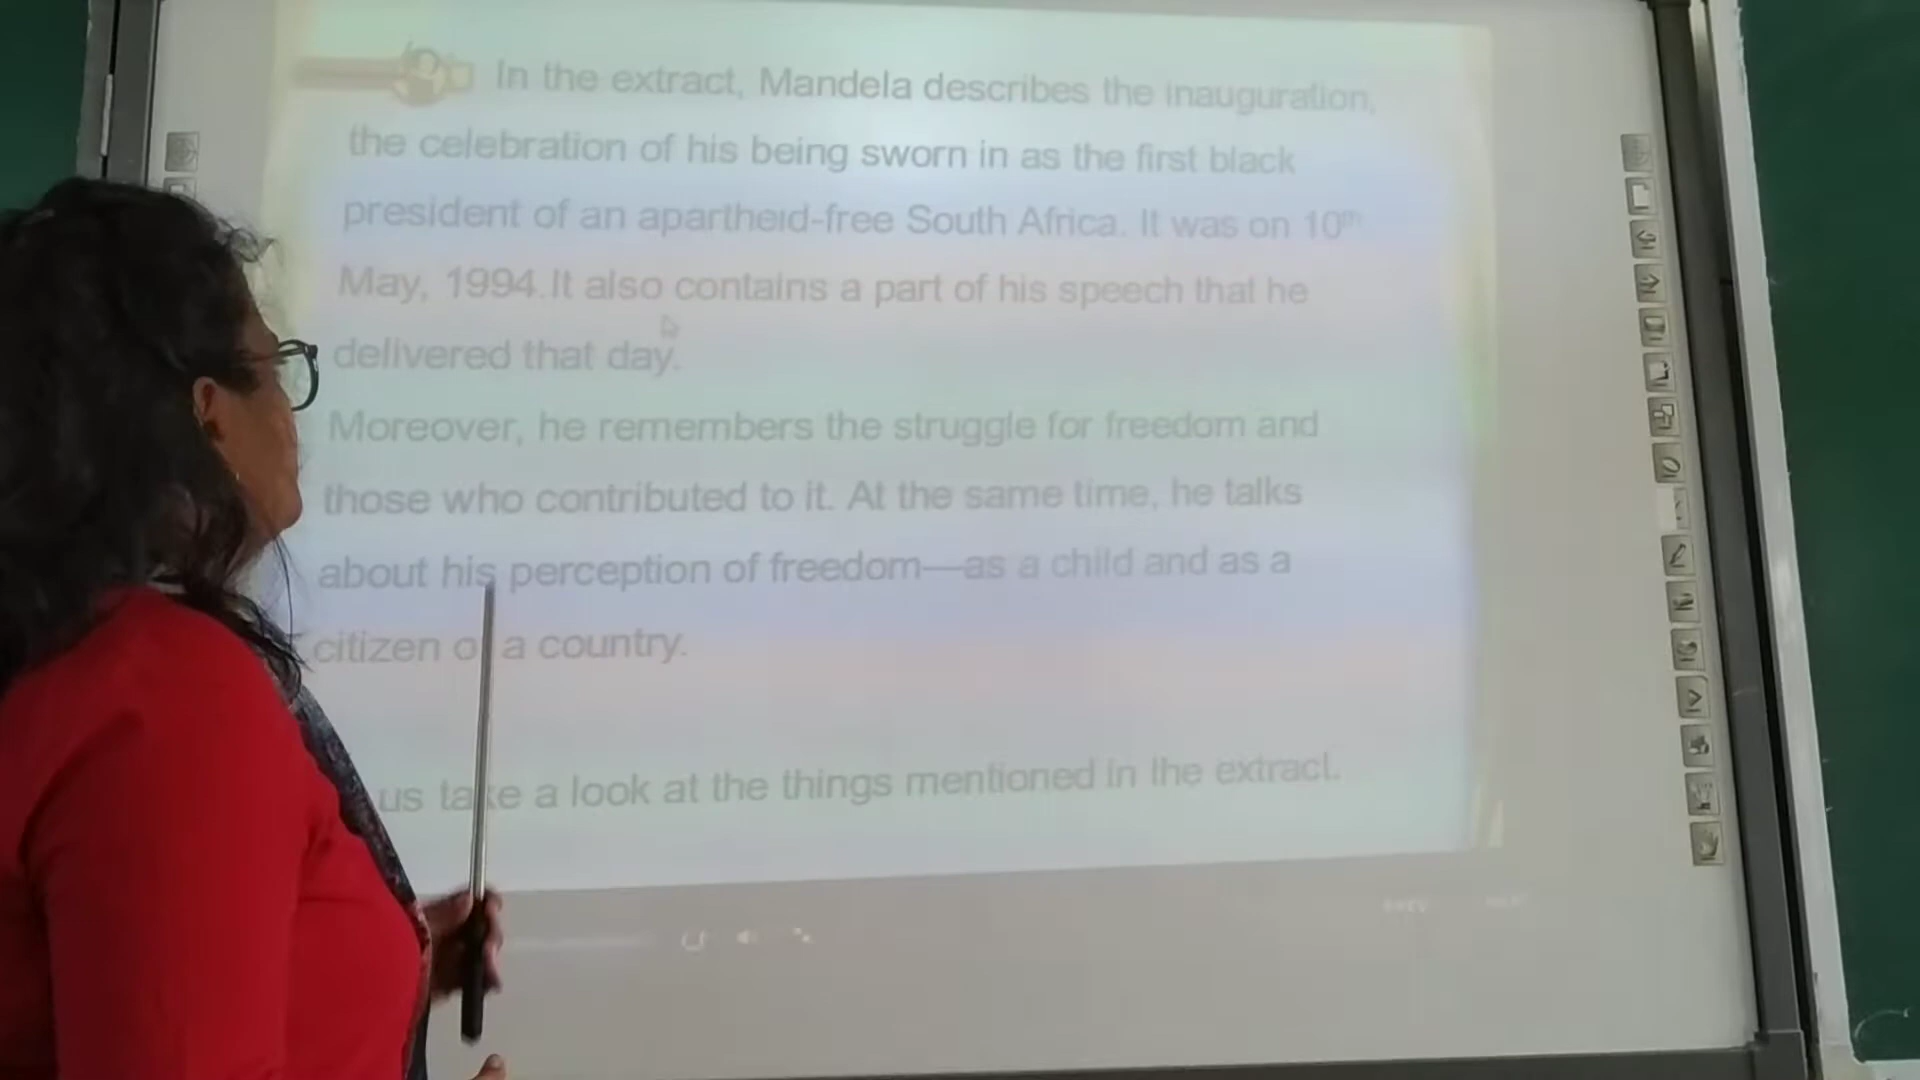 In the extract, Mandela describes the inauguration,
the celebration of his being sworn in as the first black
president of an apartheid-free South Africa. It was on 10th
May, 1994.It also contains a part of his speech that he
delivered that day.
Moreover, he remembers the struggle for freedom and
those who contributed to it. At the same time, he talks
about his perception of freedom—as a child and as a
citizen of a country.
us take a look at the things mentioned in the extract.